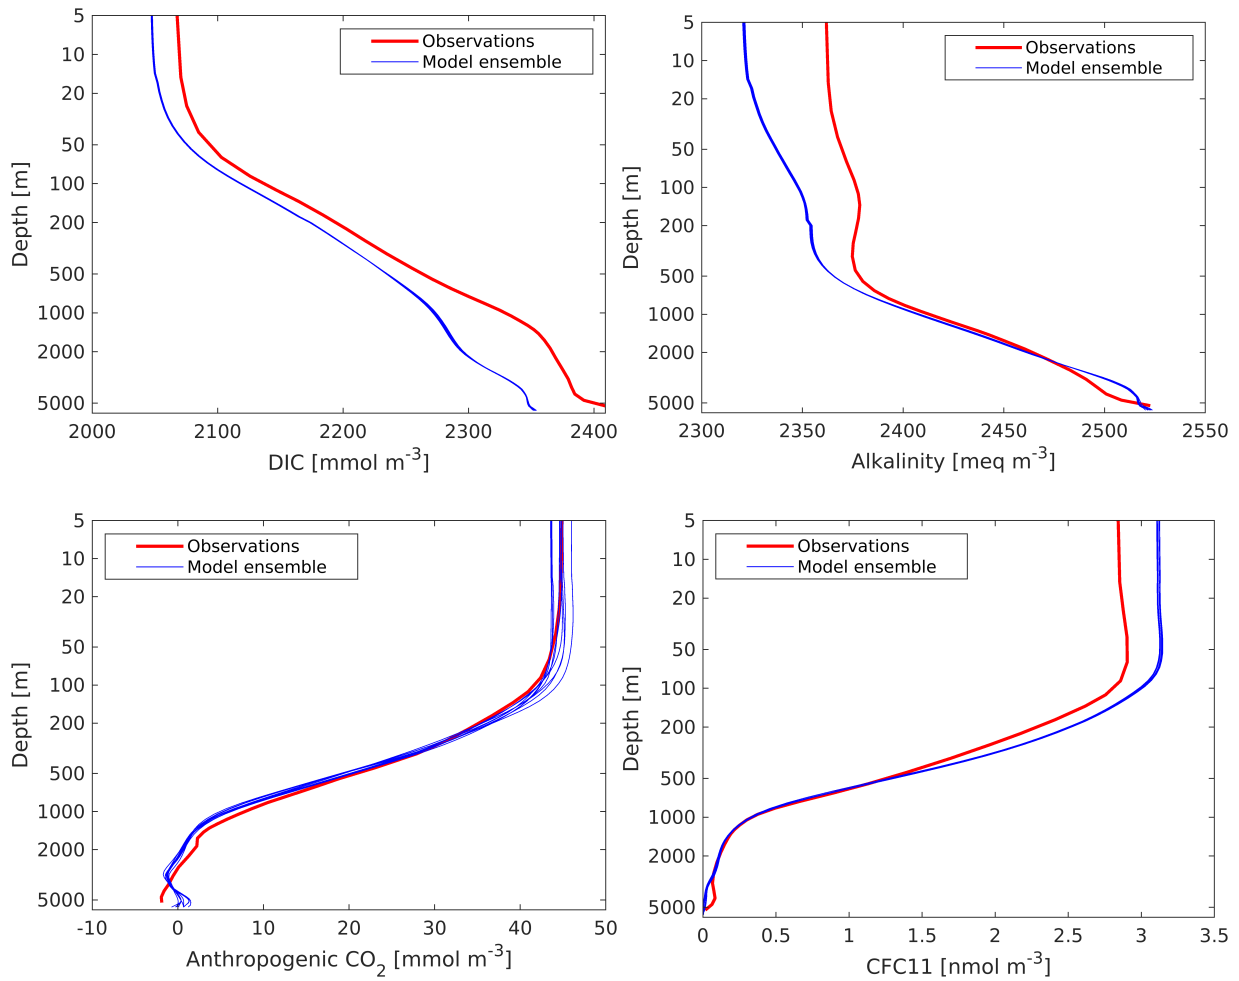 5
10
20
50
100
200
500
1000
2000
5000
Depth [m]
Observations
Model ensemble
2000 2100 2200 2300 2400
DIC [mmol m-3]
5
10
20
50
100
200
500
1000
2000
5000
Depth [m]
Observations
Model ensemble
2300 2350 2400 2450 2500 2550
Alkalinity [meq m-3]
5
10
20
50
100
200
500
1000
2000
5000
Depth [m]
Observations
Model ensemble
-10 0 10 20 30 40 50
Anthropogenic CO2 [mmol m-3]
5
10
20
50
100
200
500
1000
2000
5000
Depth [m]
Observations
Model ensemble
0 0.5 1 1.5 2 2.5 3 3.5
CFC11 [nmol m-3]